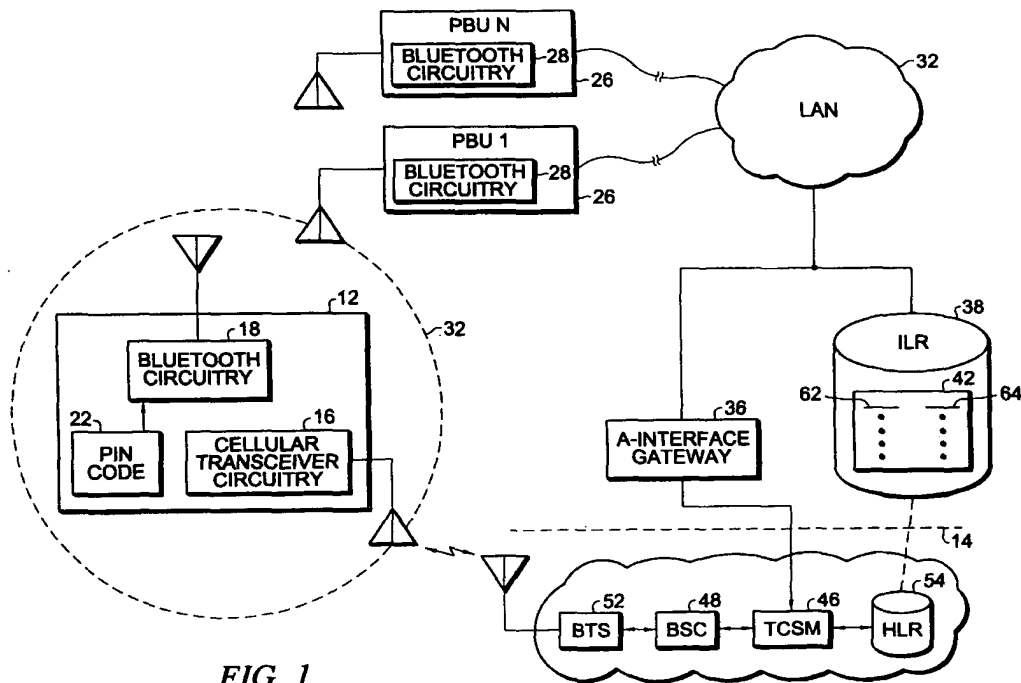 PBU N
BLUETOOTH
CIRCUITRY
28
26
32
LAN
PBU 1
BLUETOOTH
CIRCUITRY
28
26
12
18
BLUETOOTH
CIRCUITRY
32
38
ILR
42
62
64
22
PIN
CODE
16
CELLULAR
TRANSCEIVER
CIRCUITRY
36
A-INTERFACE
GATEWAY
14
52
BTS
48
BSC
46
TCSM
54
HLR
FIG. 1